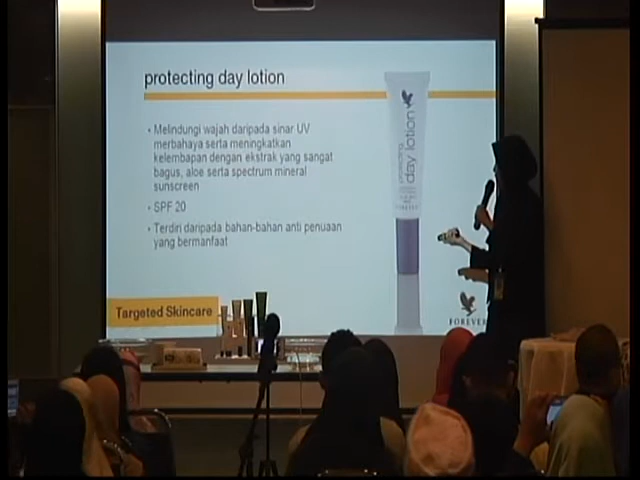 protecting day lotion
• Melindungi wajah daripada sinar UV
merbahaya serta meningkatkan
kelembapan dengan ekstrak yang sangat
bagus, aloe serta spectrum mineral
sunscreen
• SPF 20
• Terdiri daripada bahan-bahan anti penuaan
yang bermanfaat
protecting
day lotion
Targeted Skincare
FOREVER